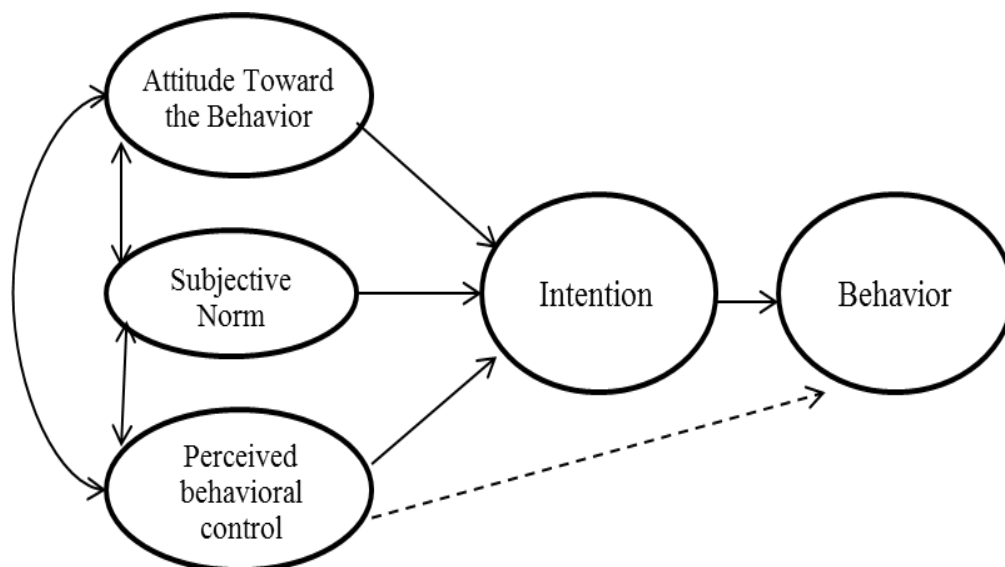 Attitude Toward
the Behavior
Subjective
Norm
Perceived
behavioral
control
Intention
Behavior